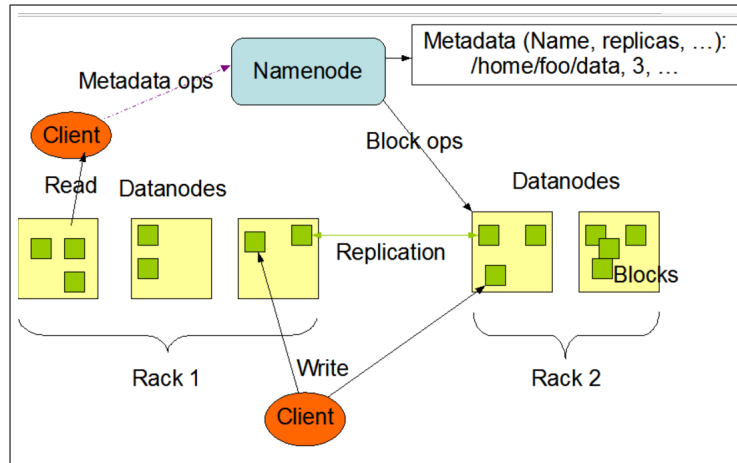 Metadata (Name, replicas, …):
/home/foo/data, 3, …
Namenode
Metadata ops
Client
Block ops
Read
Datanodes
Datanodes
Replication
Blocks
Rack 1
Write
Rack 2
Client